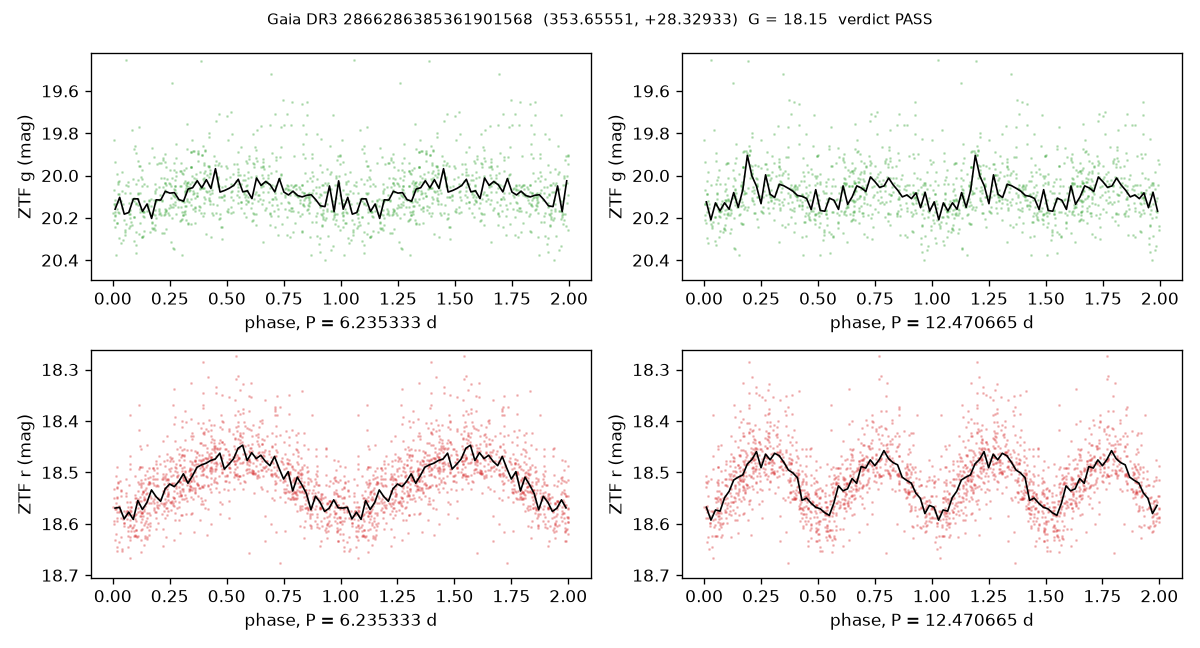 Gaia DR3 2866286385361901568  (353.65551, +28.32933)  G = 18.15  verdict PASS
ZTF g (mag)
19.6
19.8
20.0
20.2
20.4
0.00 0.25 0.50 0.75 1.00 1.25 1.50 1.75 2.00
phase, P = 6.235333 d
ZTF g (mag)
19.6
19.8
20.0
20.2
20.4
0.00 0.25 0.50 0.75 1.00 1.25 1.50 1.75 2.00
phase, P = 12.470665 d
ZTF r (mag)
18.3
18.4
18.5
18.6
18.7
0.00 0.25 0.50 0.75 1.00 1.25 1.50 1.75 2.00
phase, P = 6.235333 d
ZTF r (mag)
18.3
18.4
18.5
18.6
18.7
0.00 0.25 0.50 0.75 1.00 1.25 1.50 1.75 2.00
phase, P = 12.470665 d